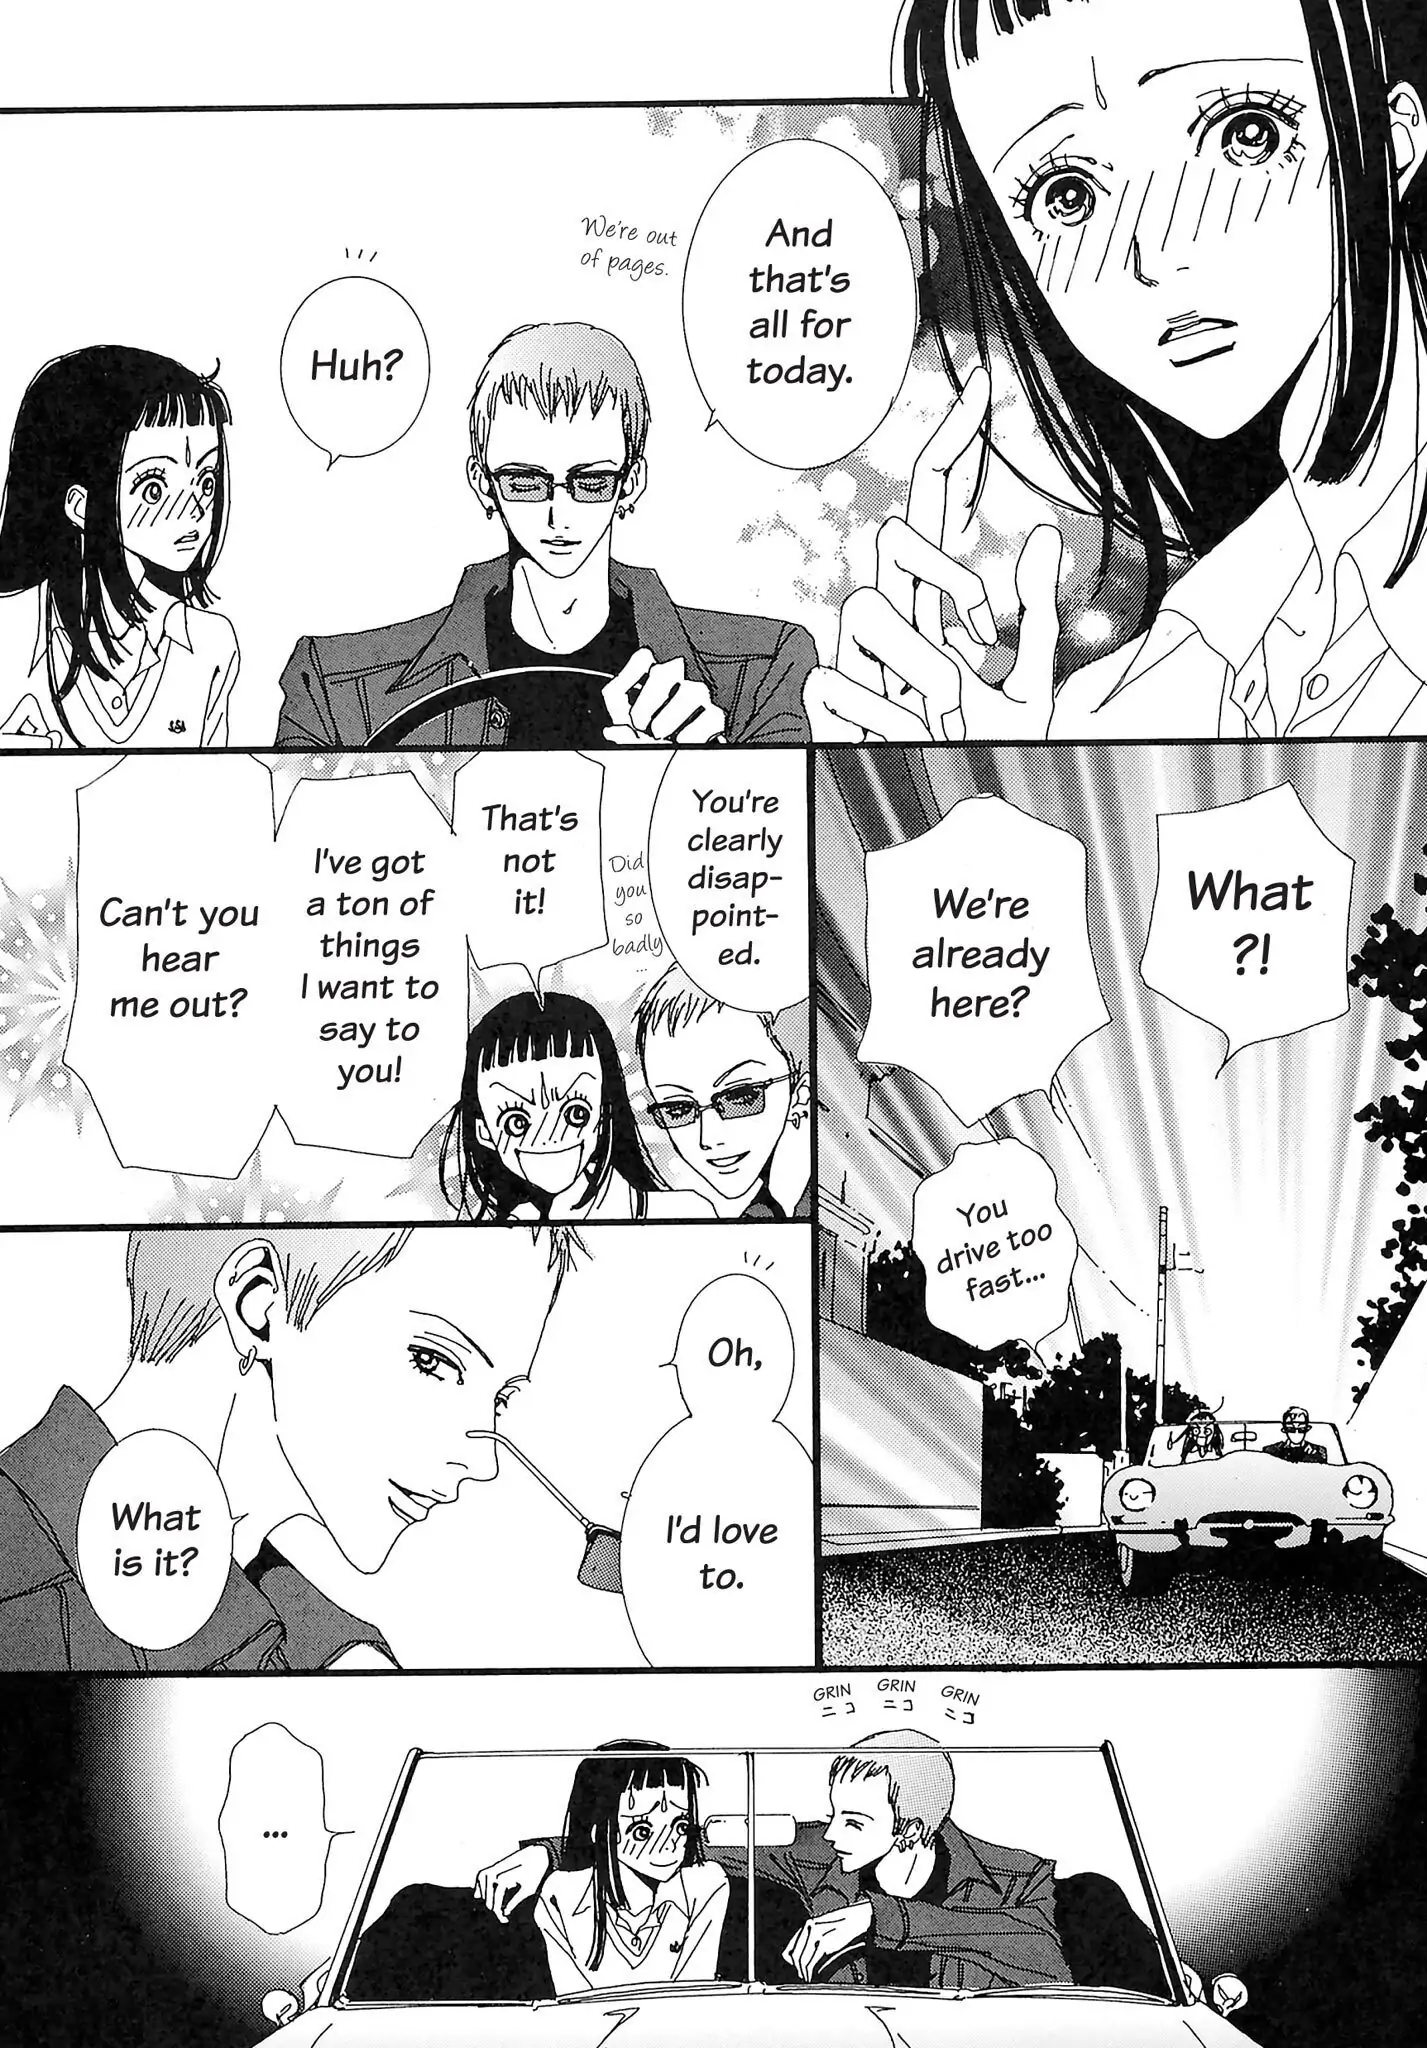 And
that's
all for
today.
We're out
of pages.
Huh?
What
?!
We're
already
here?
You
drive too
fast...
You're
clearly
disap-
point-
ed.
Did
you
so
badly
...
That's
not
it!
I've got
a ton of
things
I want to
say to
you!
Can't you
hear
me out?
Oh,
I'd love
to.
What
is it?
GRIN
ニコ
GRIN
ニコ
GRIN
ニコ
...